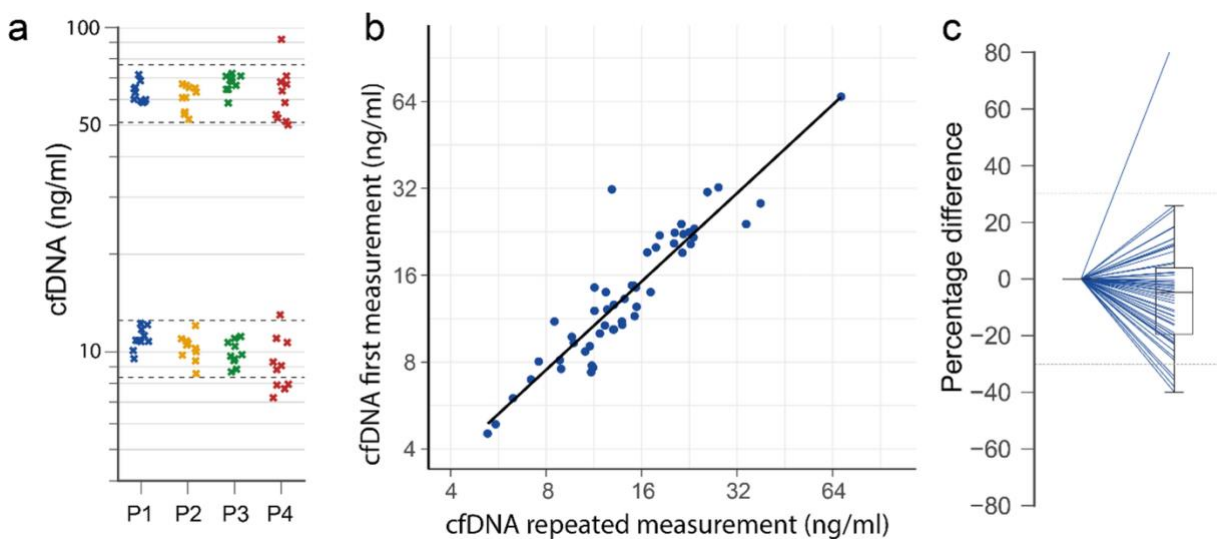 a
100
50
10
cfDNA (ng/ml)
P1 P2 P3 P4
b
64
32
16
8
4
cfDNA first measurement (ng/ml)
4 8 16 32 64
cfDNA repeated measurement (ng/ml)
c
80
60
40
20
0
−20
−40
−60
−80
Percentage difference